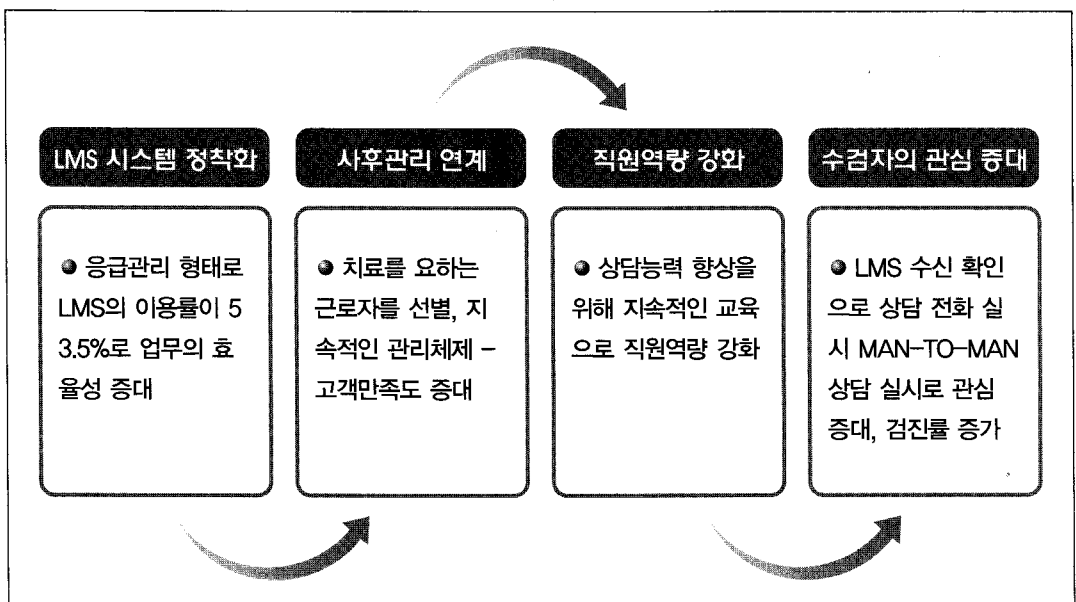 LMS 시스템 정착화
사후관리 연계
직원역량 강화
수검자의 관심 증대
응급관리 형태로
LMS의 이용률이 5
3.5%로 업무의 효
율성 증대
치료를 요하는
근로자를 선별, 지
속적인 관리체제 –
고객만족도 증대
상담능력 향상을
위해 지속적인 교육
으로 직원역량 강화
LMS 수신 확인
으로 상담 전화 실
시 MAN-TO-MAN
상담 실시로 관심
증대, 검진률 증가